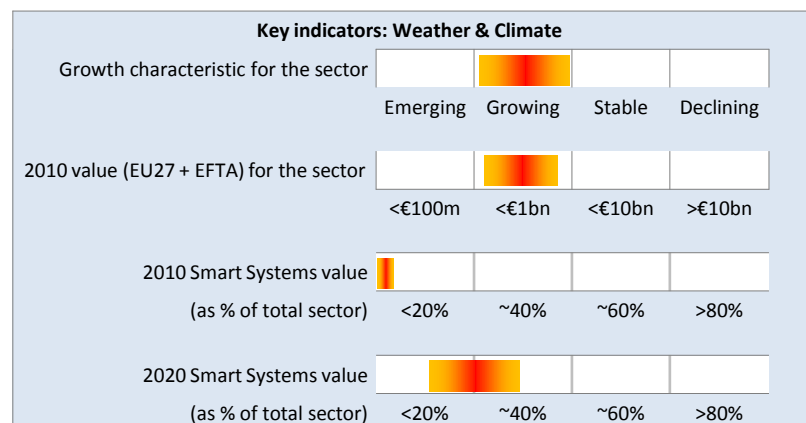 Key indicators: Weather & Climate
Growth characteristic for the sector
Emerging Growing Stable Declining
2010 value (EU27 + EFTA) for the sector
<€100m <€1bn <€10bn >€10bn
2010 Smart Systems value
(as % of total sector) <20% ~40% ~60% >80%
2020 Smart Systems value
(as % of total sector) <20% ~40% ~60% >80%